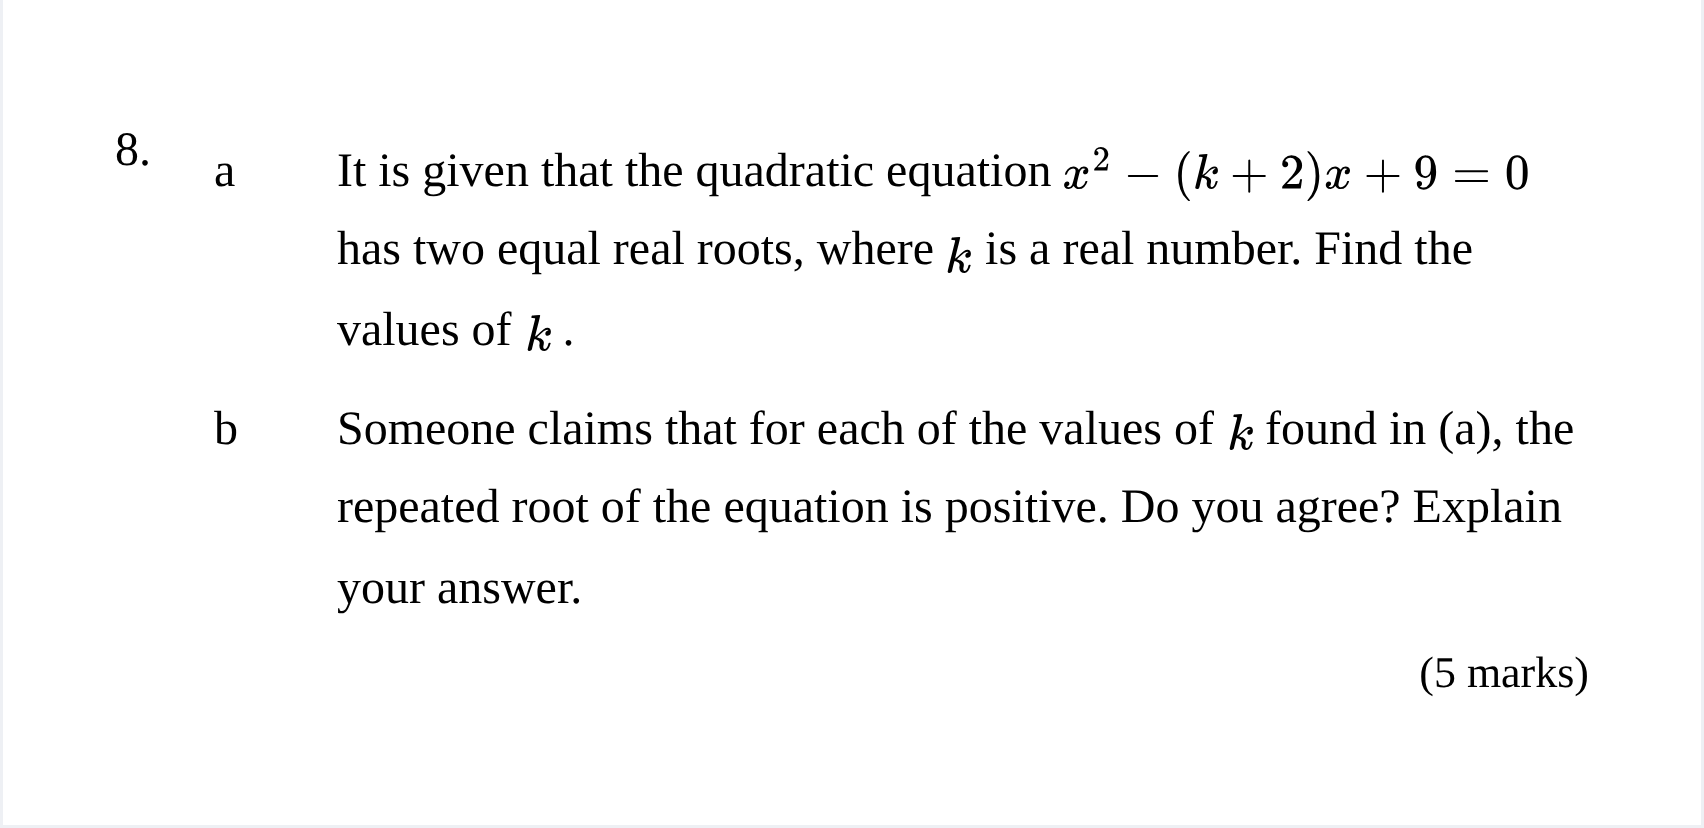 8. a It is given that the quadratic equation x² − (k + 2)x + 9 = 0
has two equal real roots, where k is a real number. Find the
values of k .
b Someone claims that for each of the values of k found in (a), the
repeated root of the equation is positive. Do you agree? Explain
your answer.
(5 marks)